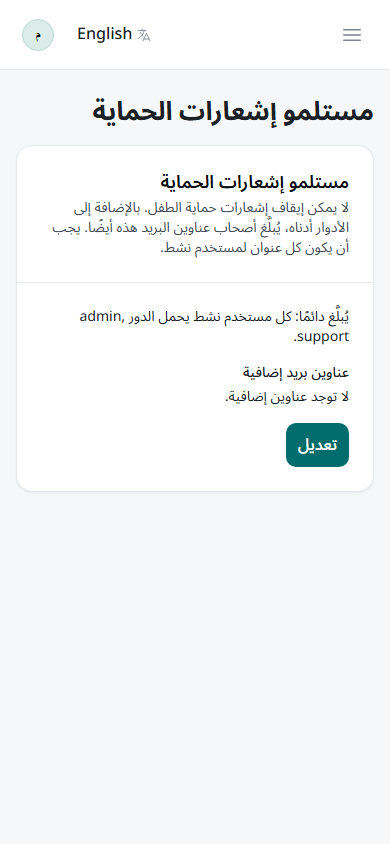 م
English
مستلمو إشعارات الحماية
مستلمو إشعارات الحماية
لا يمكن إيقاف إشعارات حماية الطفل. بالإضافة إلى
الأدوار أدناه، يُبلَّغ أصحاب عناوين البريد هذه أيضًا. يجب
أن يكون كل عنوان لمستخدم نشط.
يُبلَّغ دائمًا: كل مستخدم نشط يحمل الدور admin,
support.
عناوين بريد إضافية
لا توجد عناوين إضافية.
تعديل